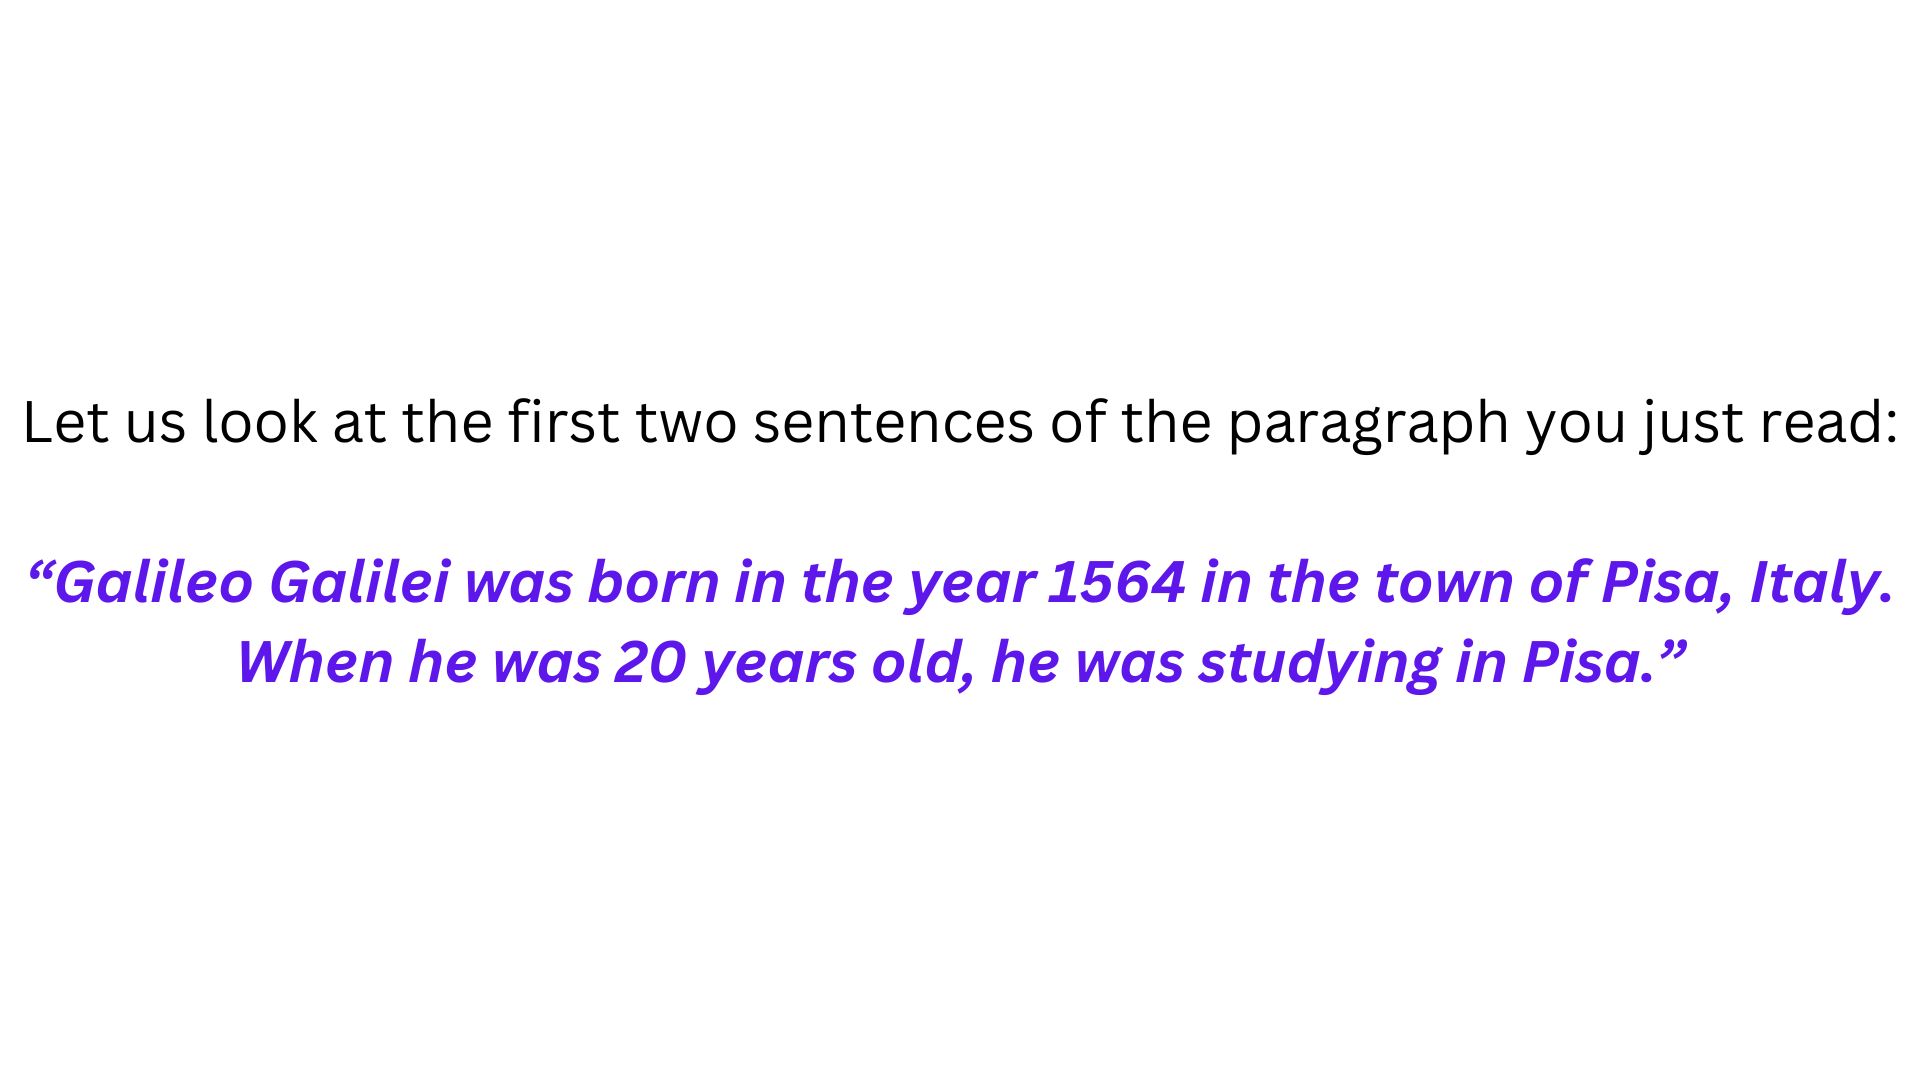 Let us look at the first two sentences of the paragraph you just read:
“Galileo Galilei was born in the year 1564 in the town of Pisa, Italy.
When he was 20 years old, he was studying in Pisa.”